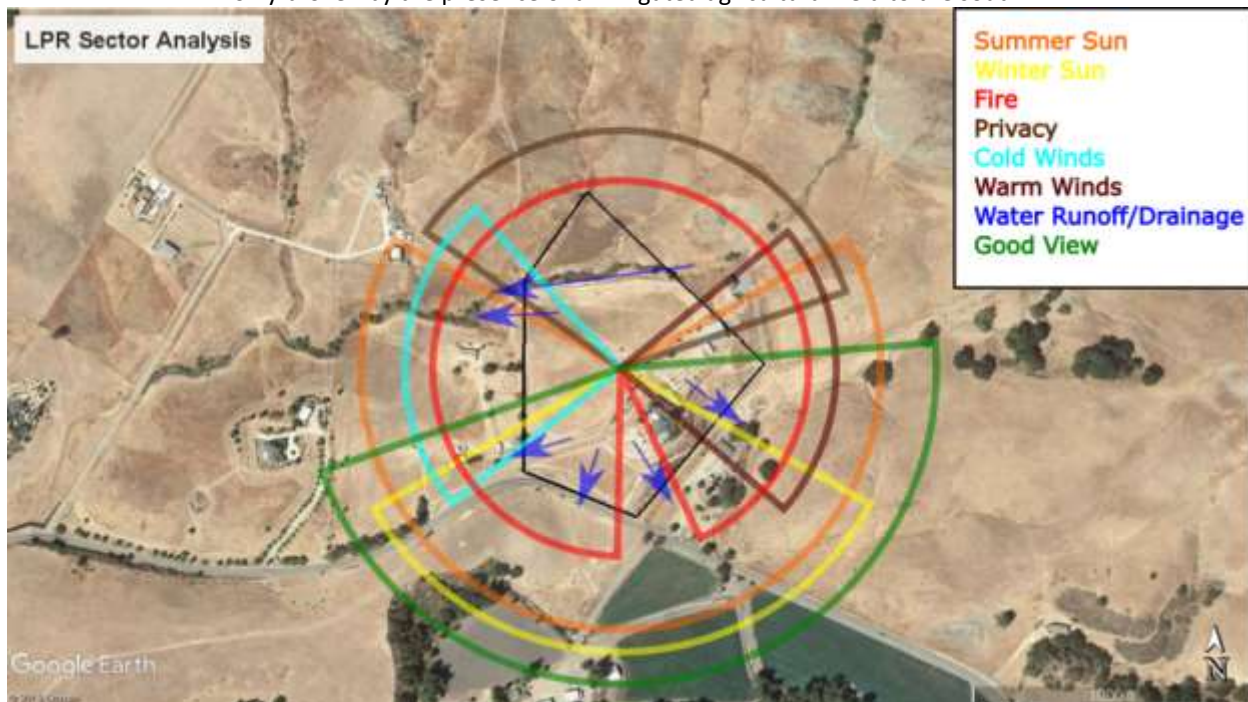 LPR Sector Analysis
Summer Sun
Winter Sun
Fire
Privacy
Cold Winds
Warm Winds
Water Runoff/Drainage
Good View
Google Earth
N